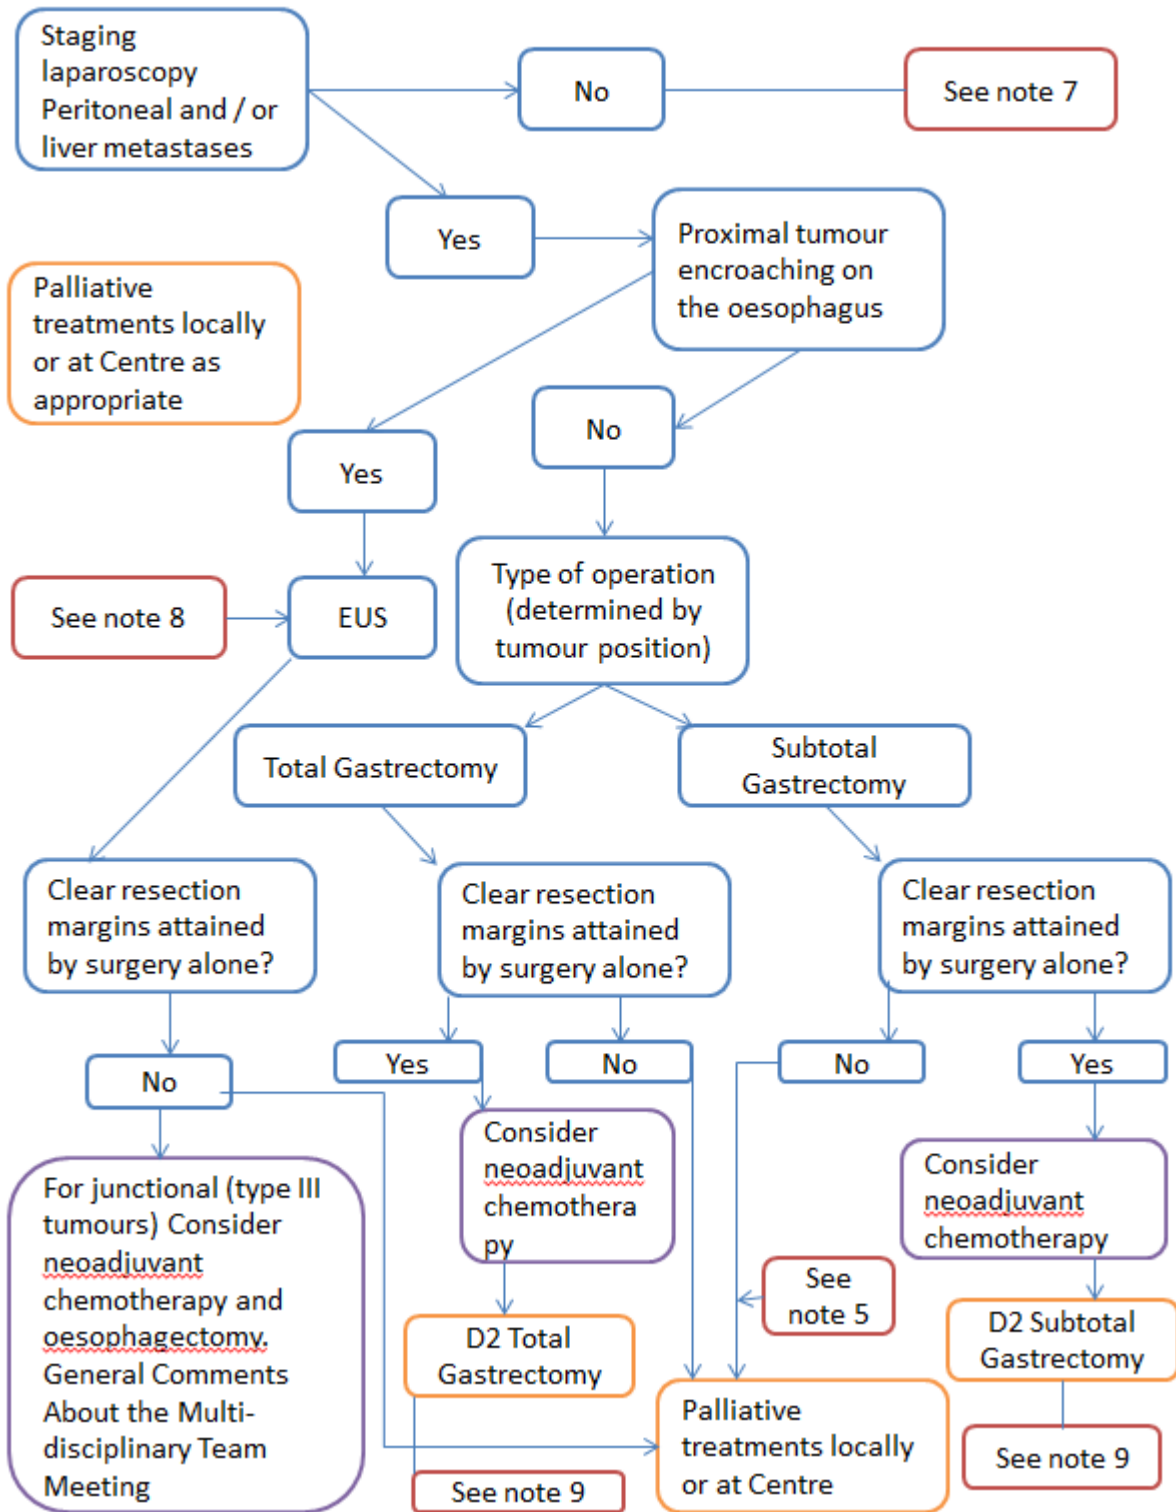 Staging
laparoscopy
Peritoneal and / or
liver metastases
No
See note 7
Yes
Proximal tumour
encroaching on
the oesophagus
Palliative
treatments locally
or at Centre as
appropriate
No
Yes
Type of operation
(determined by
tumour position)
See note 8
EUS
Total Gastrectomy
Subtotal
Gastrectomy
Clear resection
margins attained
by surgery alone?
Clear resection
margins attained
by surgery alone?
Clear resection
margins attained
by surgery alone?
No
Yes
No
No
Yes
For junctional (type III
tumours) Consider
neoadjuvant
chemotherapy and
oesophagectomy.
General Comments
About the Multi-
disciplinary Team
Meeting
Consider
neoadjuvant
chemothera
py
Consider
neoadjuvant
chemotherapy
See
note 5
D2 Total
Gastrectomy
D2 Subtotal
Gastrectomy
Palliative
treatments locally
or at Centre
See note 9
See note 9